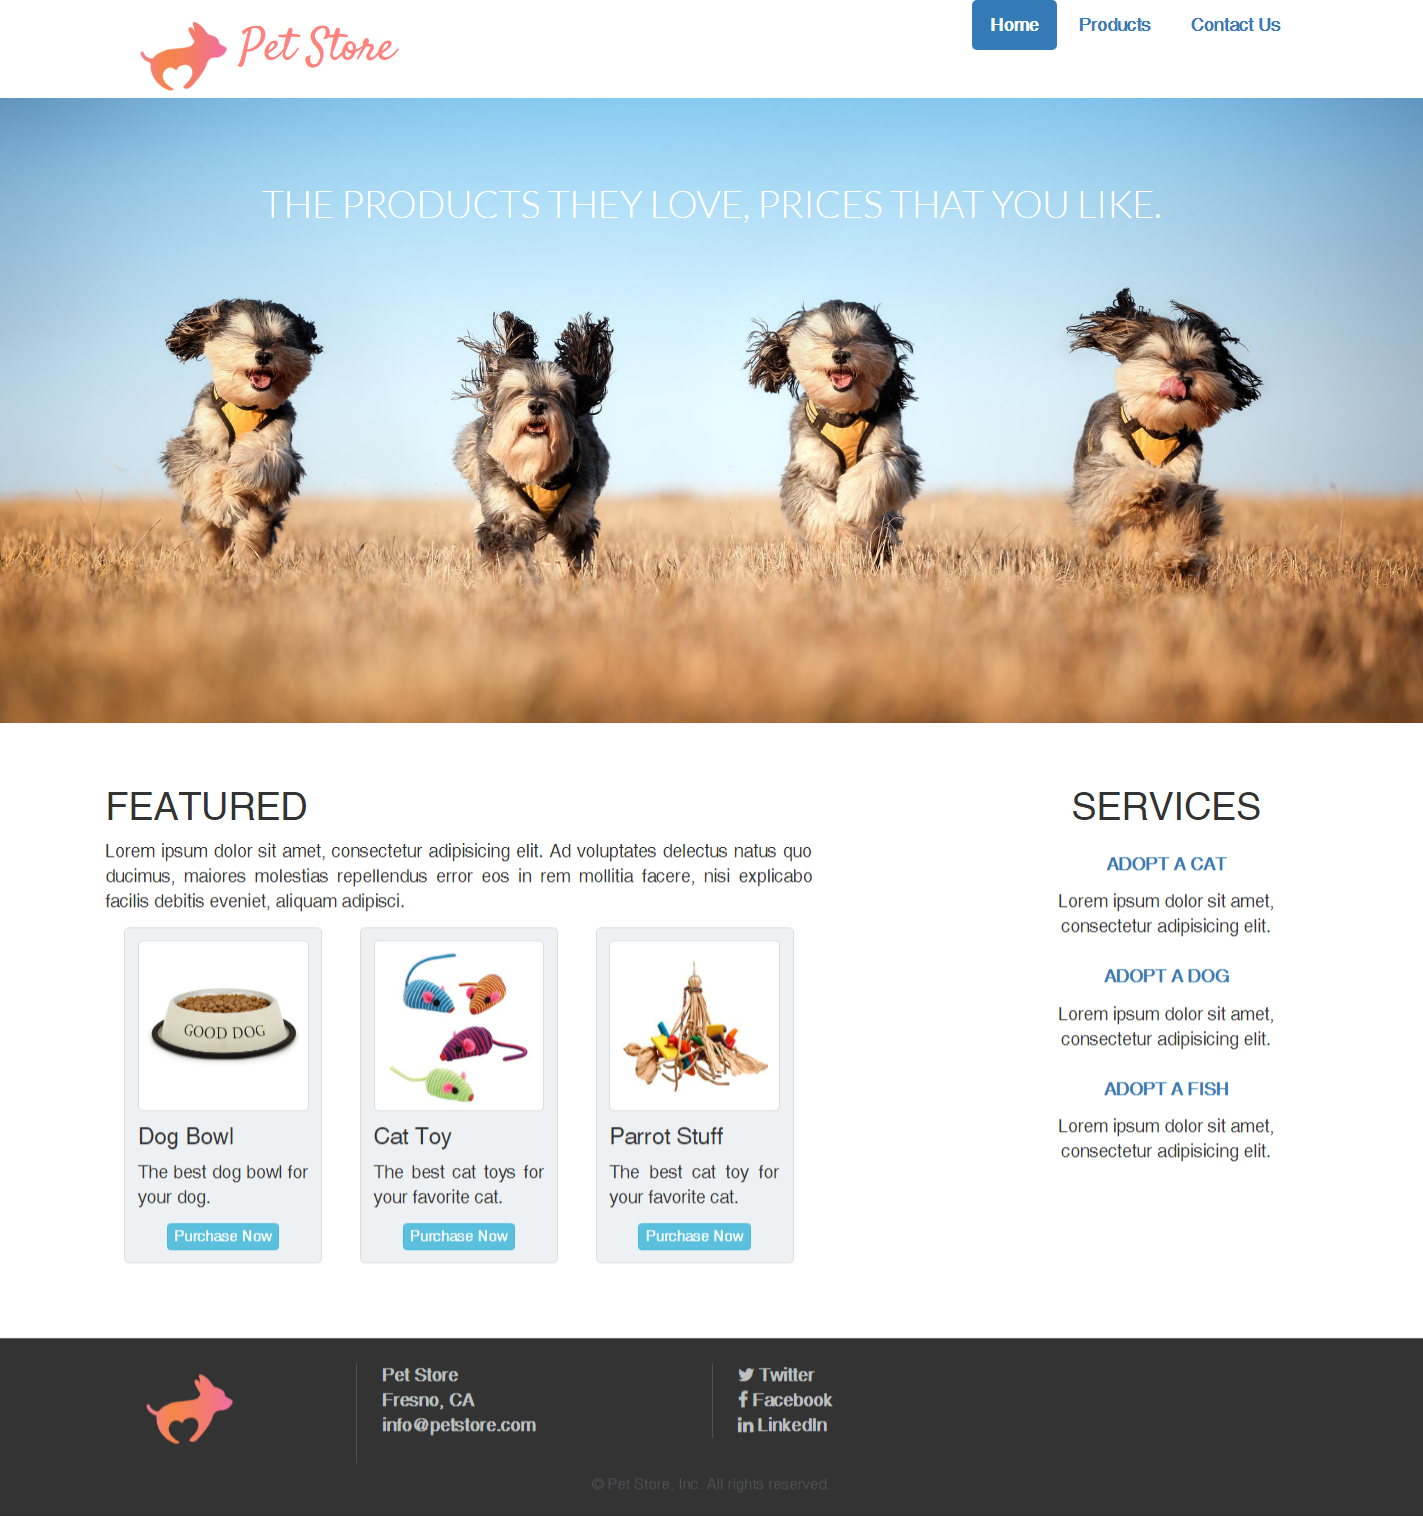 Pet Store
Home Products Contact Us
THE PRODUCTS THEY LOVE, PRICES THAT YOU LIKE.
FEATURED
Lorem ipsum dolor sit amet, consectetur adipisicing elit. Ad voluptates delectus natus quo
ducimus, maiores molestias repellendus error eos in rem mollitia facere, nisi explicabo
facilis debitis eveniet, aliquam adipisci.
GOOD DOG
Dog Bowl
The best dog bowl for
your dog.
Purchase Now
Cat Toy
The best cat toys for
your favorite cat.
Purchase Now
Parrot Stuff
The best cat toy for
your favorite cat.
Purchase Now
SERVICES
ADOPT A CAT
Lorem ipsum dolor sit amet,
consectetur adipisicing elit.
ADOPT A DOG
Lorem ipsum dolor sit amet,
consectetur adipisicing elit.
ADOPT A FISH
Lorem ipsum dolor sit amet,
consectetur adipisicing elit.
Pet Store
Fresno, CA
info@petstore.com
Twitter
Facebook
LinkedIn
© Pet Store, Inc. All rights reserved.